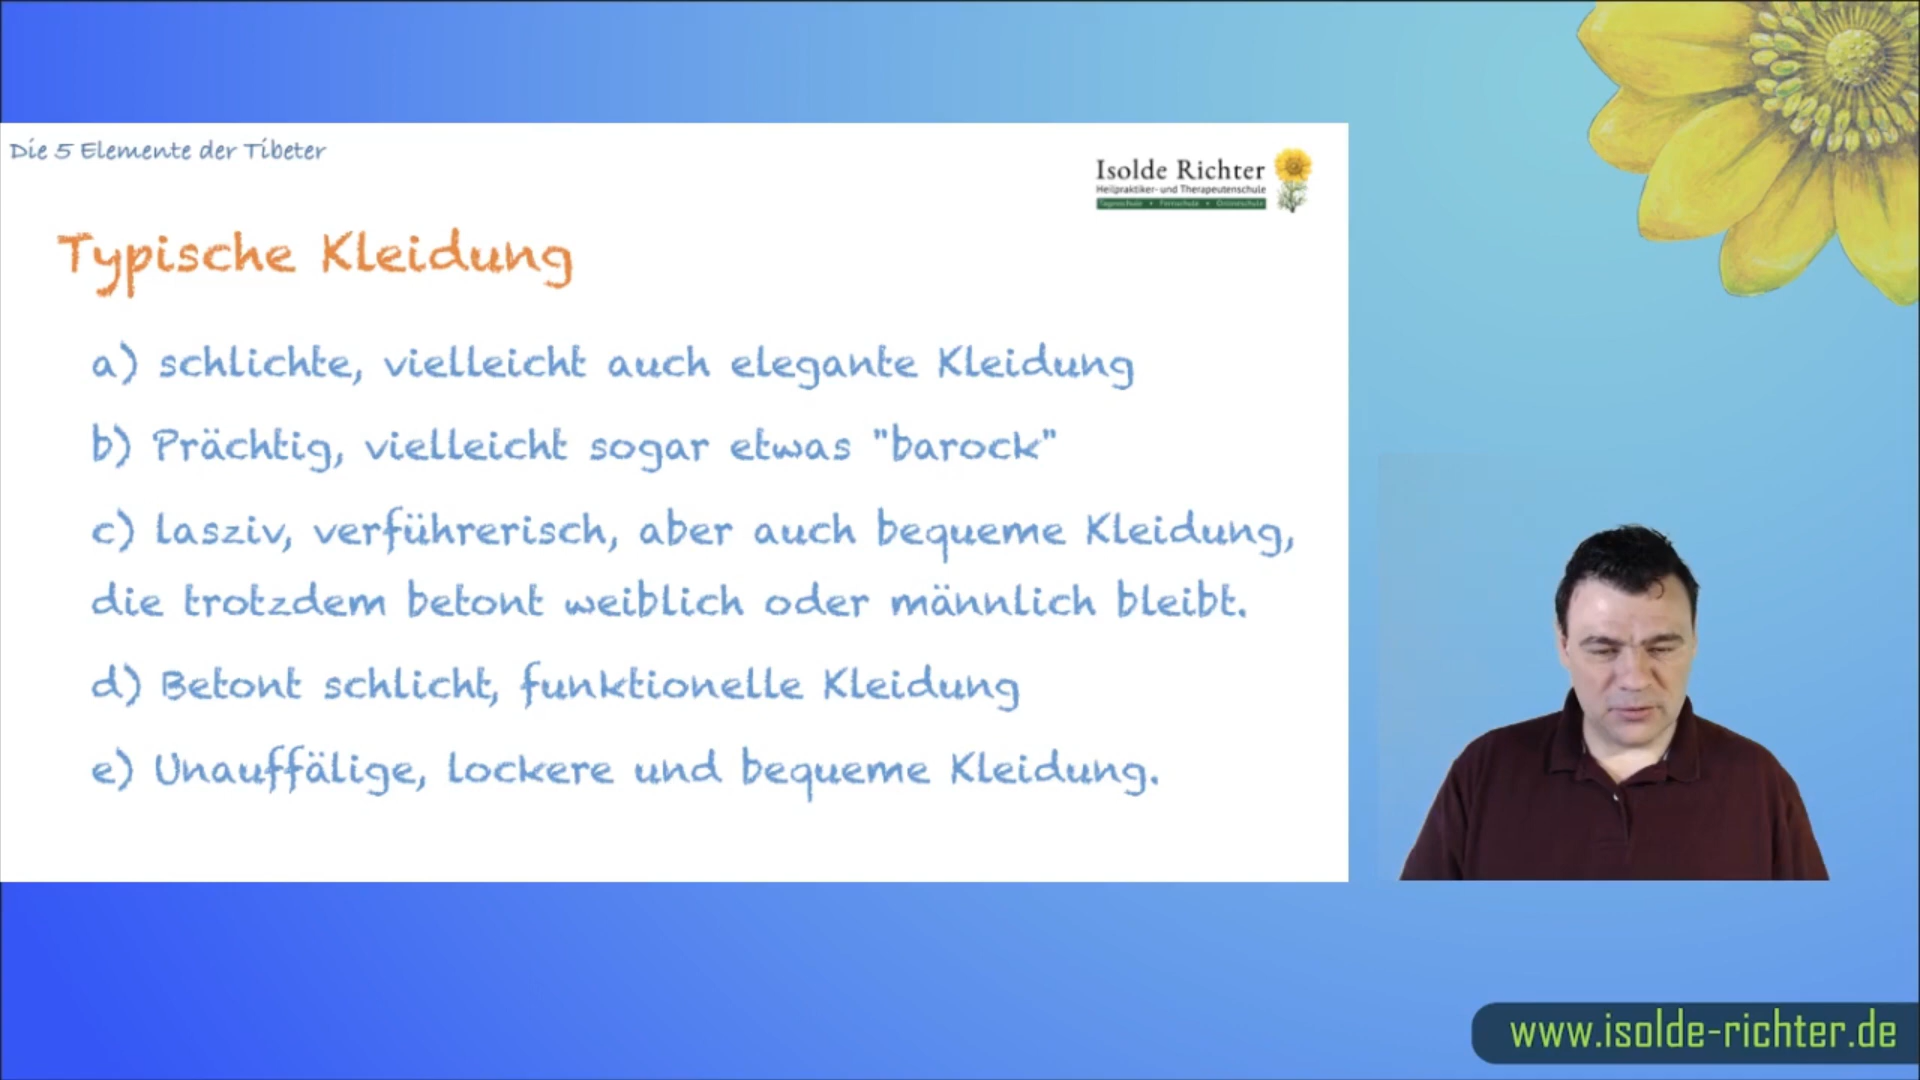 Die 5 Elemente der Tibeter
Isolde Richter
Heilpraktiker- und Therapeutenschule
Tagesschule • Fernschule • Onlineschule
Typische Kleidung
a) schlichte, vielleicht auch elegante Kleidung
b) Prächtig, vielleicht sogar etwas "barock"
c) lasziv, verführerisch, aber auch bequeme Kleidung,
die trotzdem betont weiblich oder männlich bleibt.
d) Betont schlicht, funktionelle Kleidung
e) Unauffälige, lockere und bequeme Kleidung.
www.isolde-richter.de